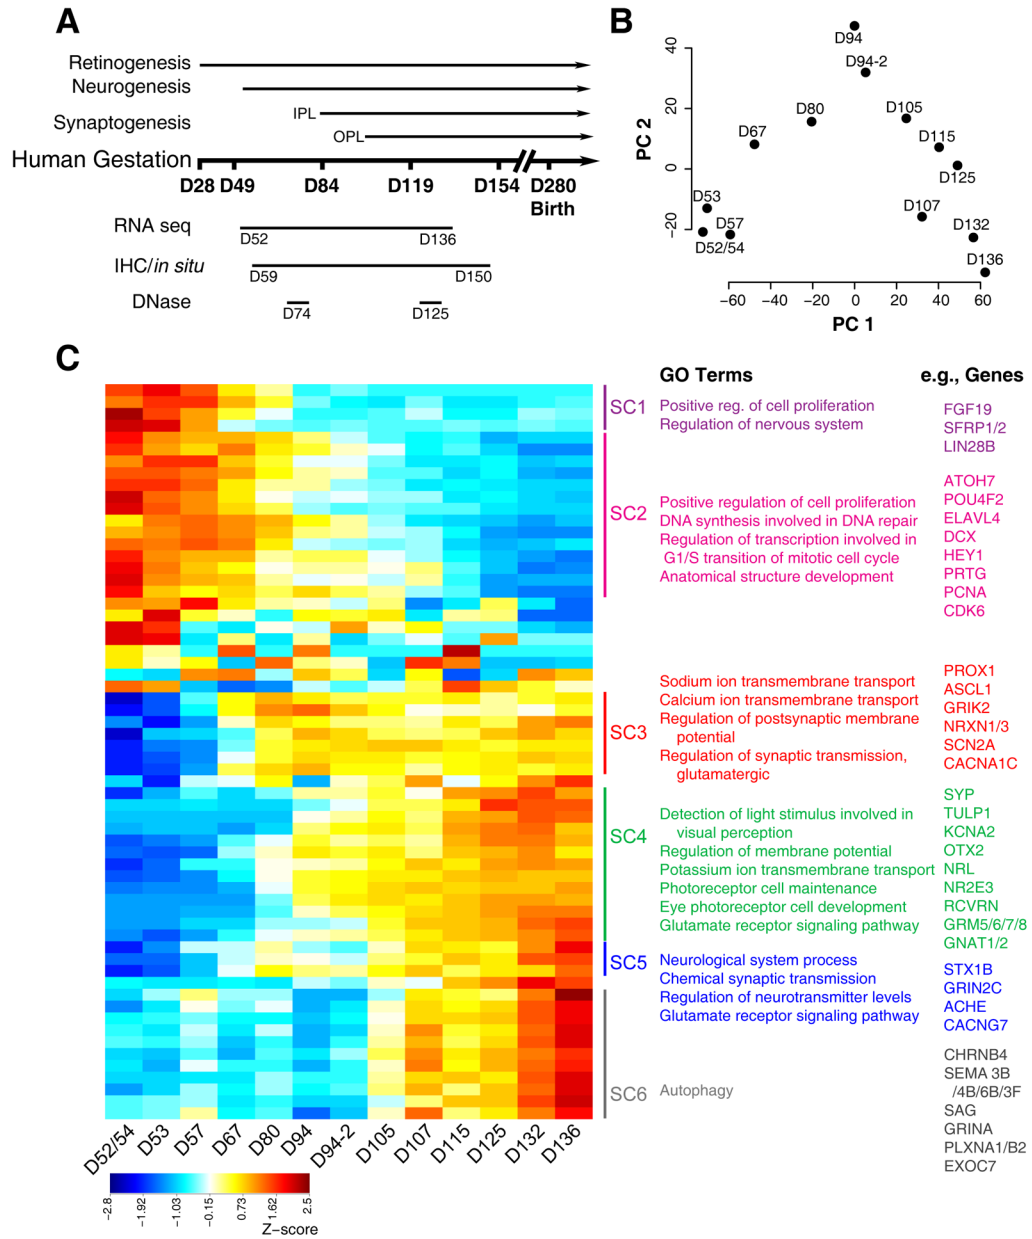 A
Retinogenesis
Neurogenesis
Synaptogenesis
IPL
OPL
Human Gestation
D28 D49 D84 D119 D154 D280
Birth
RNA seq
D52 D136
IHC/in situ
D59 D150
DNase
D74 D125
B
PC 2
40
20
0
−20
D94
D94-2
D80
D105
D67
D115
D125
D53
D107
D57
D52/54
D132
D136
−60 −40 −20 0 20 40 60
PC 1
C
GO Terms e.g., Genes
SC1
Positive reg. of cell proliferation
Regulation of nervous system
FGF19
SFRP1/2
LIN28B
SC2
Positive regulation of cell proliferation
DNA synthesis involved in DNA repair
Regulation of transcription involved in
G1/S transition of mitotic cell cycle
Anatomical structure development
ATOH7
POU4F2
ELAVL4
DCX
HEY1
PRTG
PCNA
CDK6
SC3
Sodium ion transmembrane transport
Calcium ion transmembrane transport
Regulation of postsynaptic membrane
potential
Regulation of synaptic transmission,
glutamatergic
PROX1
ASCL1
GRIK2
NRXN1/3
SCN2A
CACNA1C
SC4
Detection of light stimulus involved in
visual perception
Regulation of membrane potential
Potassium ion transmembrane transport
Photoreceptor cell maintenance
Eye photoreceptor cell development
Glutamate receptor signaling pathway
SYP
TULP1
KCNA2
OTX2
NRL
NR2E3
RCVRN
GRM5/6/7/8
GNAT1/2
SC5
Neurological system process
Chemical synaptic transmission
Regulation of neurotransmitter levels
Glutamate receptor signaling pathway
STX1B
GRIN2C
ACHE
CACNG7
SC6
Autophagy
CHRNB4
SEMA 3B
/4B/6B/3F
SAG
GRINA
PLXNA1/B2
EXOC7
D52/54 D53 D57 D67 D80 D94 D94-2 D105 D107 D115 D125 D132 D136
−2.8 −1.92 −1.03 −0.15 0.73 1.62 2.5
Z−score